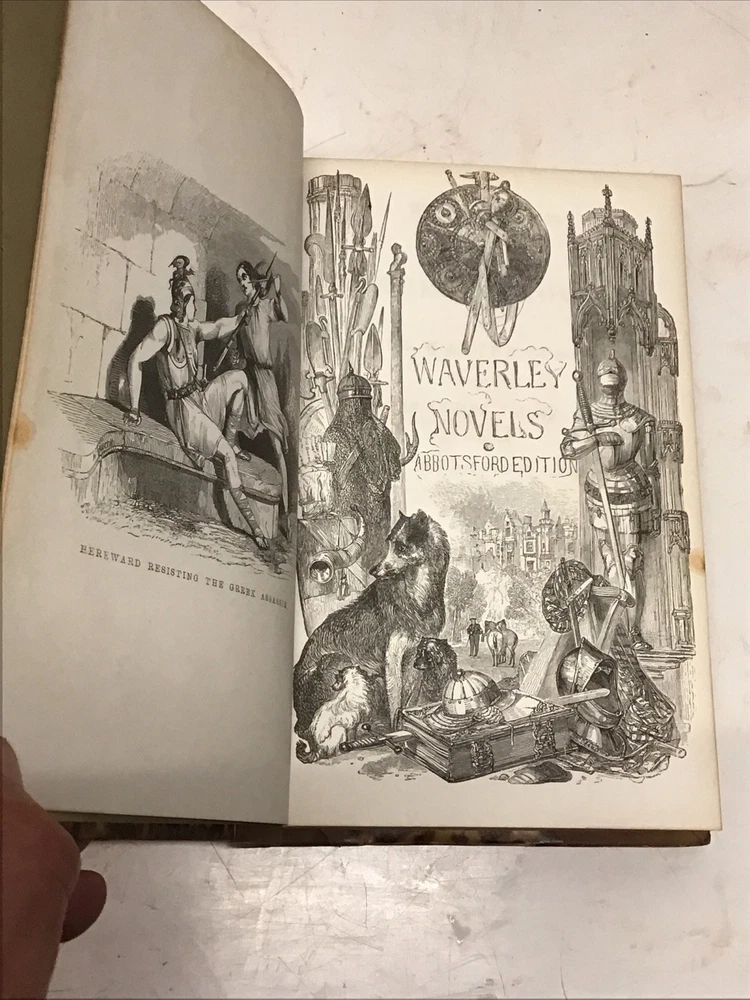 HEREWARD RESISTING THE GREEK ASSASSIN
WAVERLEY
NOVELS
ABBOTSFORD EDITION